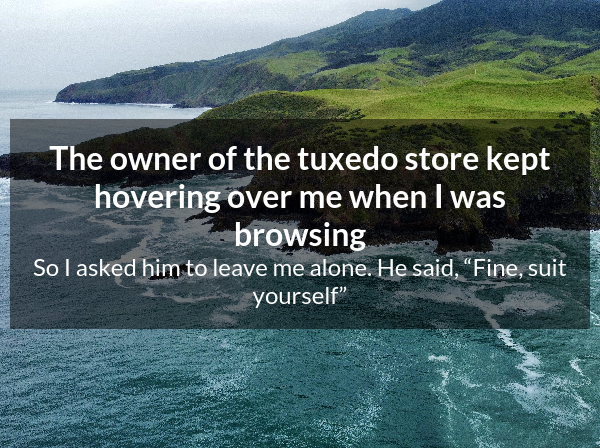 The owner of the tuxedo store kept
hovering over me when I was
browsing
So I asked him to leave me alone. He said, “Fine, suit
yourself”